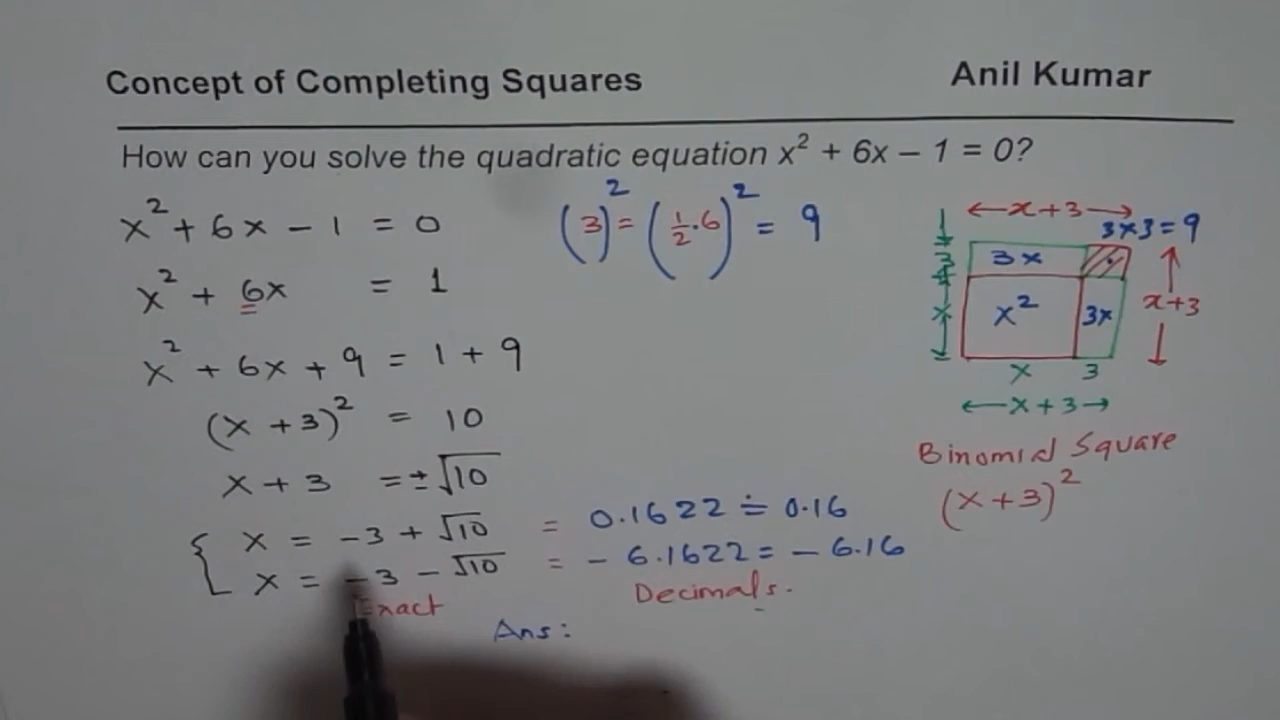 Concept of Completing Squares
Anil Kumar
How can you solve the quadratic equation x² + 6x – 1 = 0?
x² + 6x − 1 = 0
x² + 6x = 1
x² + 6x + 9 = 1 + 9
(x + 3)² = 10
x + 3 = ±√10
x = −3 + √10 = 0.1622 ≐ 0.16
x = −3 − √10 = −6.1622 = −6.16
Exact
Decimals.
Ans:
(3)² = (½·6)² = 9
←x+3→
3×3=9
3
3x
x
x²
3x
x+3
x
3
←x+3→
Binomial Square
(x+3)²